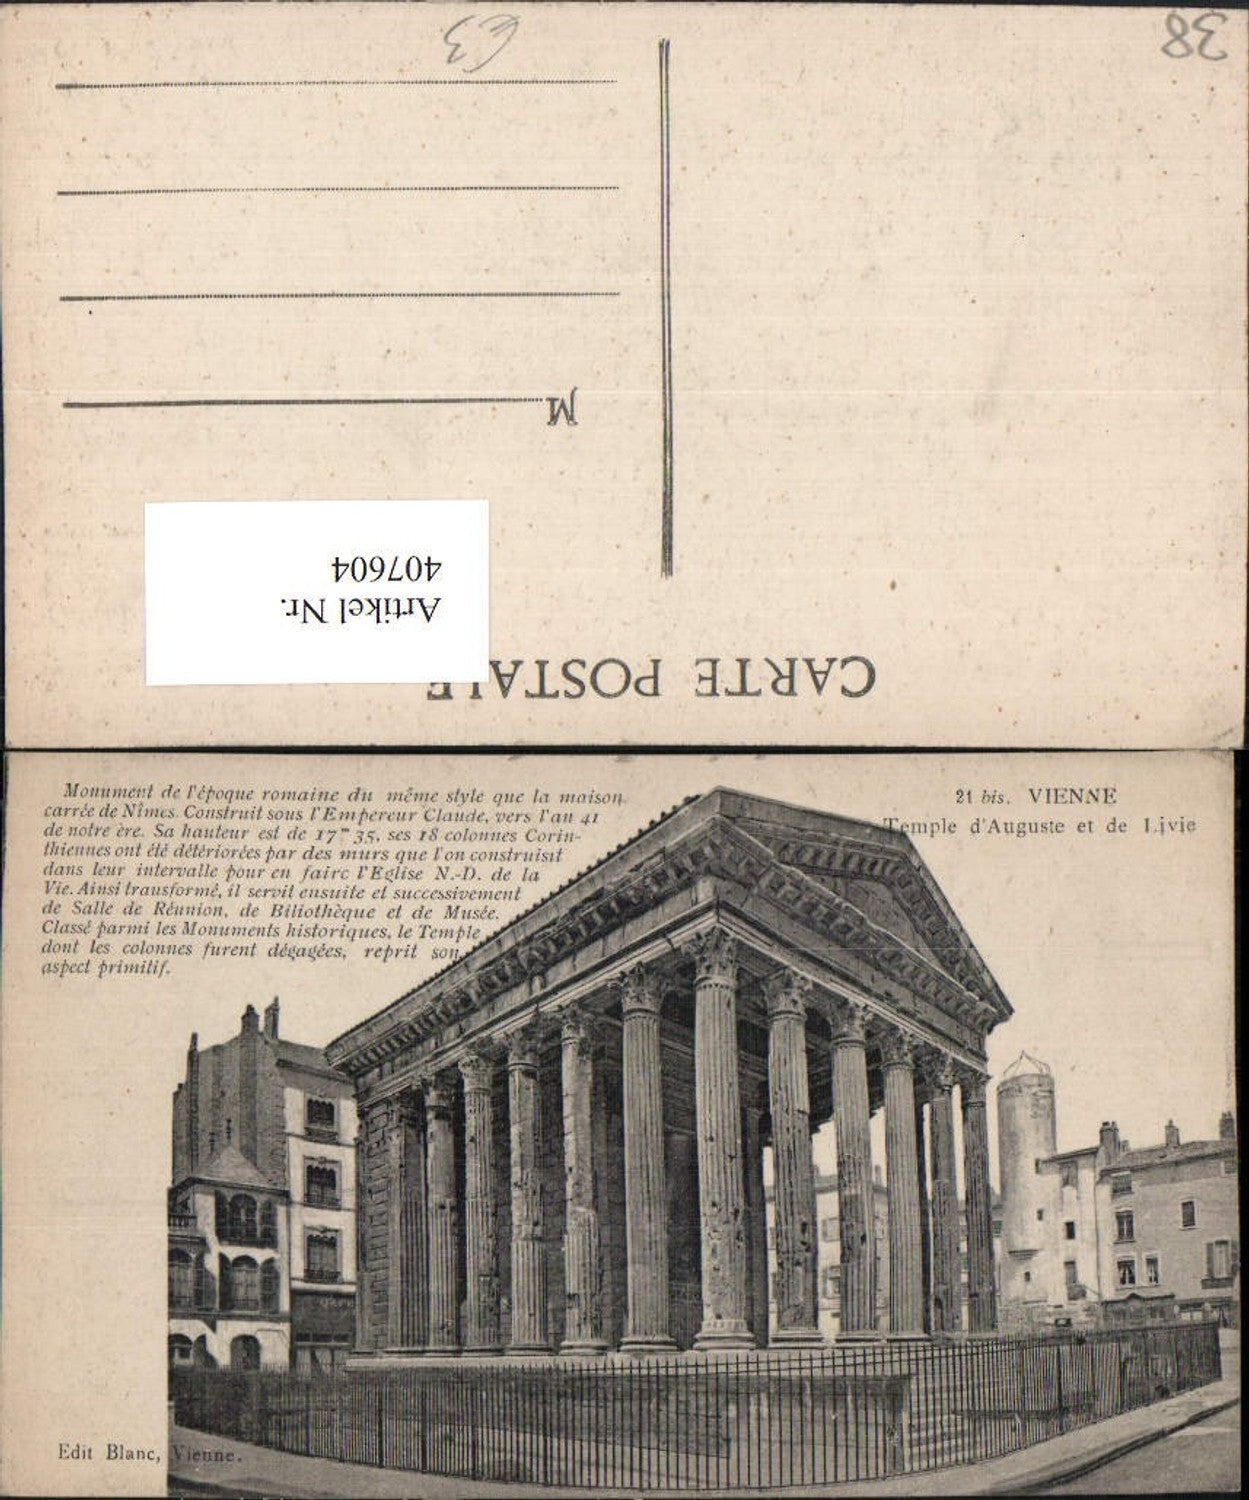 38
€3
M
Artikel Nr.
407604
CARTE POSTALE
Monument de l'époque romaine du même style que la maison
carrée de Nîmes. Construit sous l'Empereur Claude, vers l'an 41
de notre ère. Sa hauteur est de 17m 35, ses 18 colonnes Corin-
thiennes ont été détériorées par des murs que l'on construisit
dans leur intervalle pour en faire l'Eglise N.-D. de la
Vie. Ainsi transformé, il servit ensuite et successivement
de Salle de Réunion, de Biliothèque et de Musée.
Classé parmi les Monuments historiques, le Temple
dont les colonnes furent dégagées, reprit son
aspect primitif.
21 bis. VIENNE
Temple d'Auguste et de Livie
Edit Blanc, Vienne.